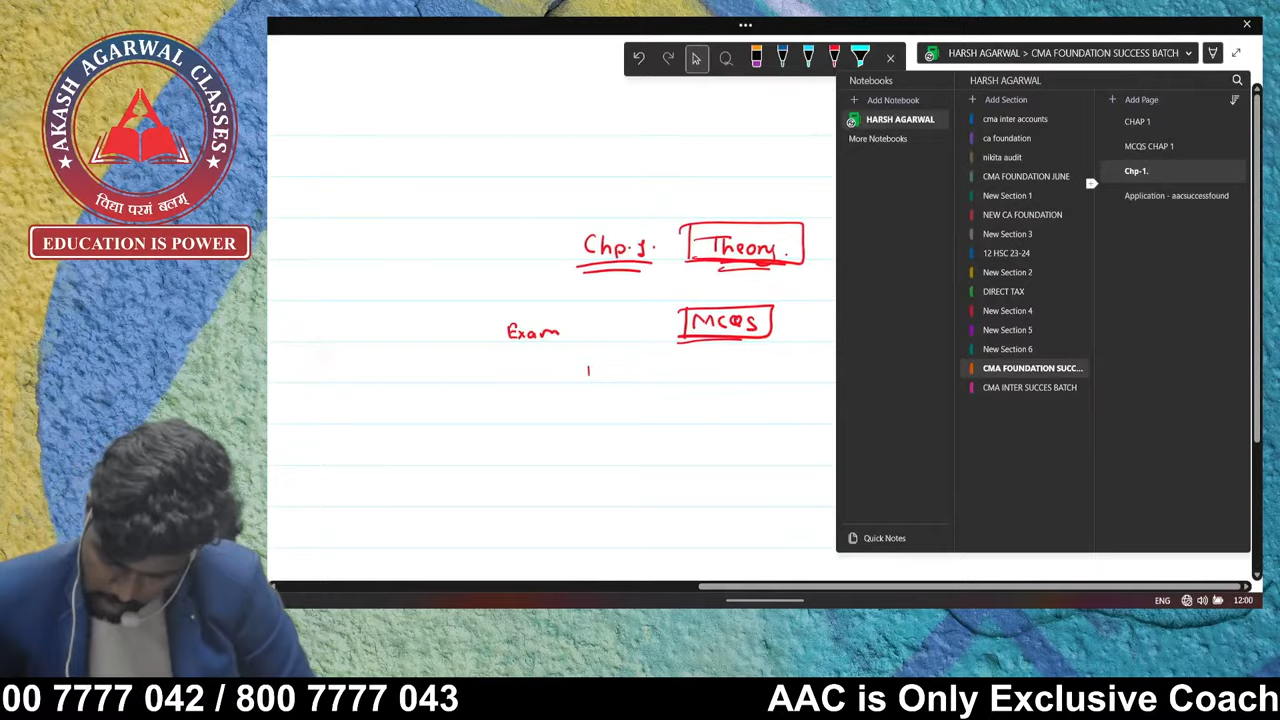 AKASH AGARWAL CLASSES
विद्या परमं बलम्
EDUCATION IS POWER
Chp-1. Theory.
Exam MCQS
HARSH AGARWAL > CMA FOUNDATION SUCCESS BATCH
Notebooks
Add Notebook
HARSH AGARWAL
More Notebooks
Quick Notes
HARSH AGARWAL
Add Section
cma inter accounts
ca foundation
nikita audit
CMA FOUNDATION JUNE
New Section 1
NEW CA FOUNDATION
New Section 3
12 HSC 23-24
New Section 2
DIRECT TAX
New Section 4
New Section 5
New Section 6
CMA FOUNDATION SUCC...
CMA INTER SUCCES BATCH
Add Page
CHAP 1
MCQS CHAP 1
Chp-1.
Application - aacsuccessfound
ENG 12:00
00 7777 042 / 800 7777 043
AAC is Only Exclusive Coach